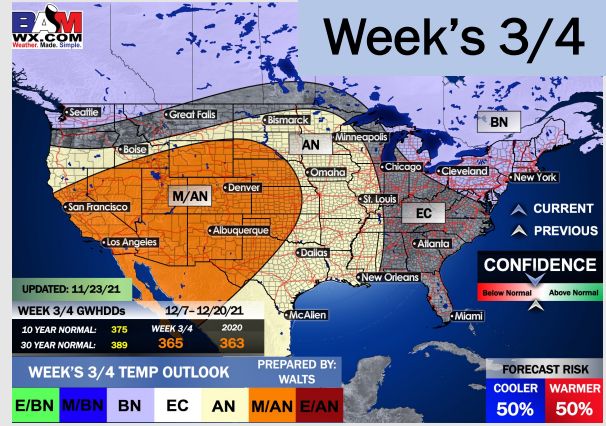 BAM
WX.COM
Weather. Made. Simple.
Week's 3/4
Seattle
Great Falls
Bismarck
Minneapolis
BN
Boise
AN
Omaha
Chicago
Cleveland
New York
M/AN
Denver
St. Louis
San Francisco
EC
CURRENT
PREVIOUS
Los Angeles
Albuquerque
Atlanta
Dallas
New Orleans
CONFIDENCE
Below Normal
Above Normal
UPDATED: 11/23/21
WEEK 3/4 GWHDDs 12/7–12/20/21
10 YEAR NORMAL: 375 WEEK 3/4 2020
30 YEAR NORMAL: 389 365 363
McAllen
Miami
WEEK'S 3/4 TEMP OUTLOOK
PREPARED BY:
WALTS
FORECAST RISK
COOLER WARMER
50% 50%
E/BN M/BN BN EC AN M/AN E/AN